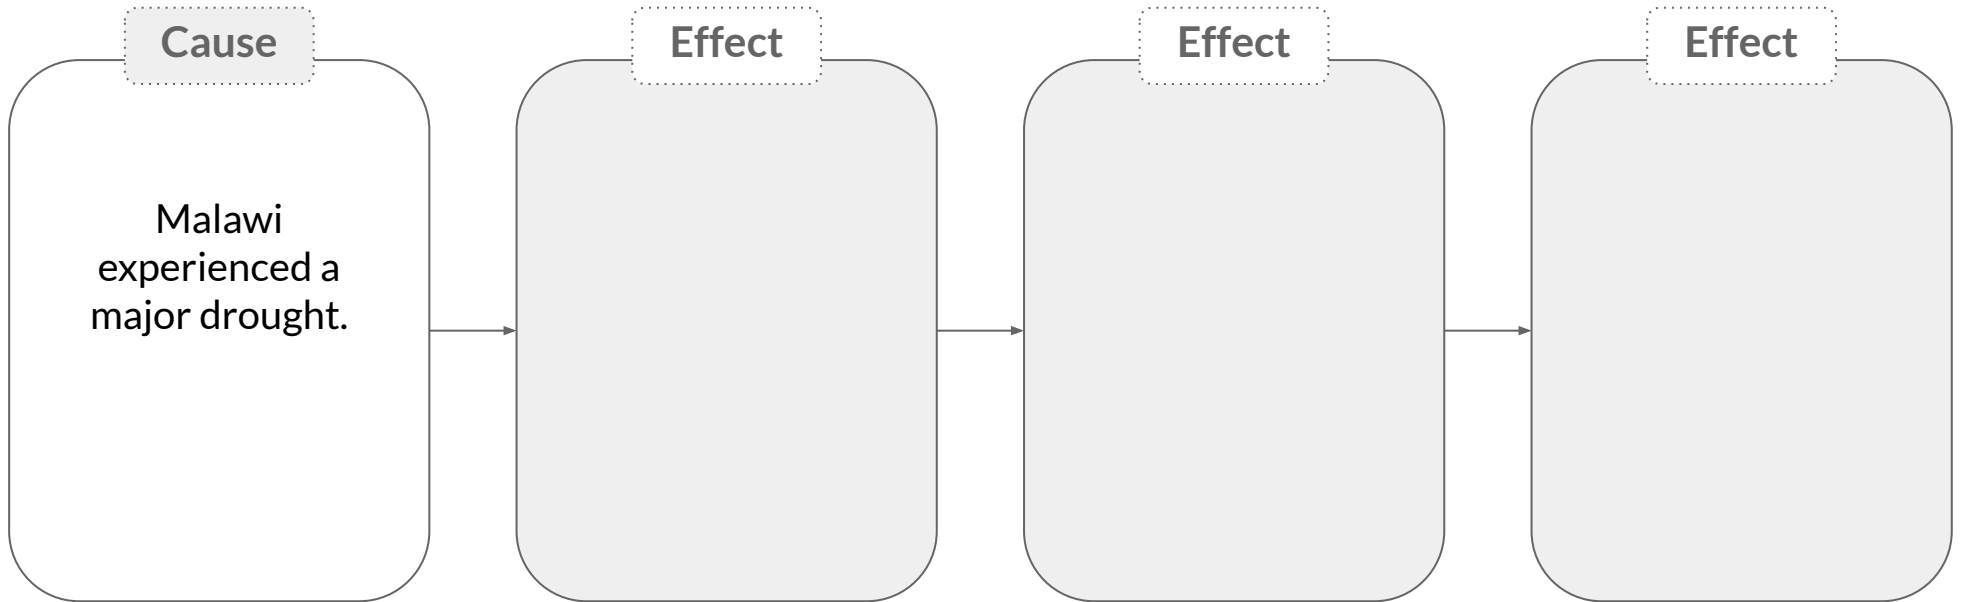 Cause
Effect
Effect
Effect
Malawi
experienced a
major drought.